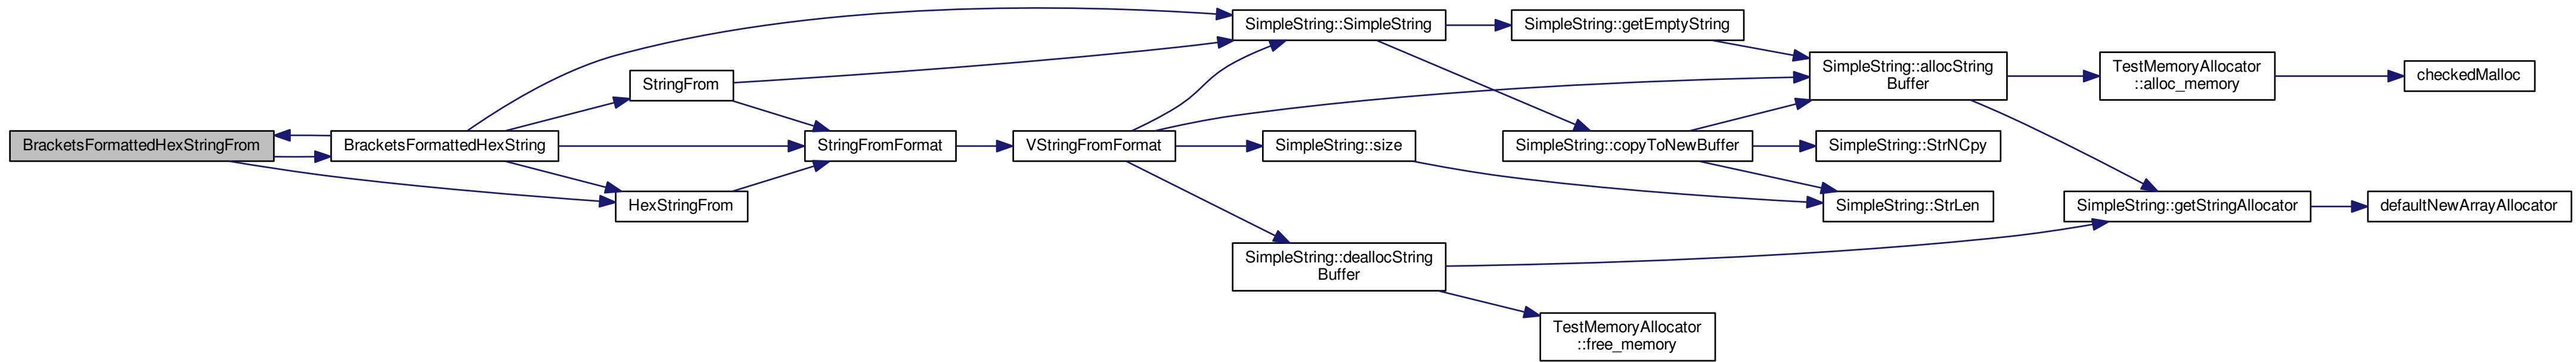 BracketsFormattedHexStringFrom
BracketsFormattedHexString
StringFrom
HexStringFrom
StringFromFormat
VStringFromFormat
SimpleString::SimpleString
SimpleString::size
SimpleString::deallocString
Buffer
SimpleString::getEmptyString
SimpleString::copyToNewBuffer
TestMemoryAllocator
::free_memory
SimpleString::allocString
Buffer
SimpleString::StrNCpy
SimpleString::StrLen
TestMemoryAllocator
::alloc_memory
SimpleString::getStringAllocator
checkedMalloc
defaultNewArrayAllocator